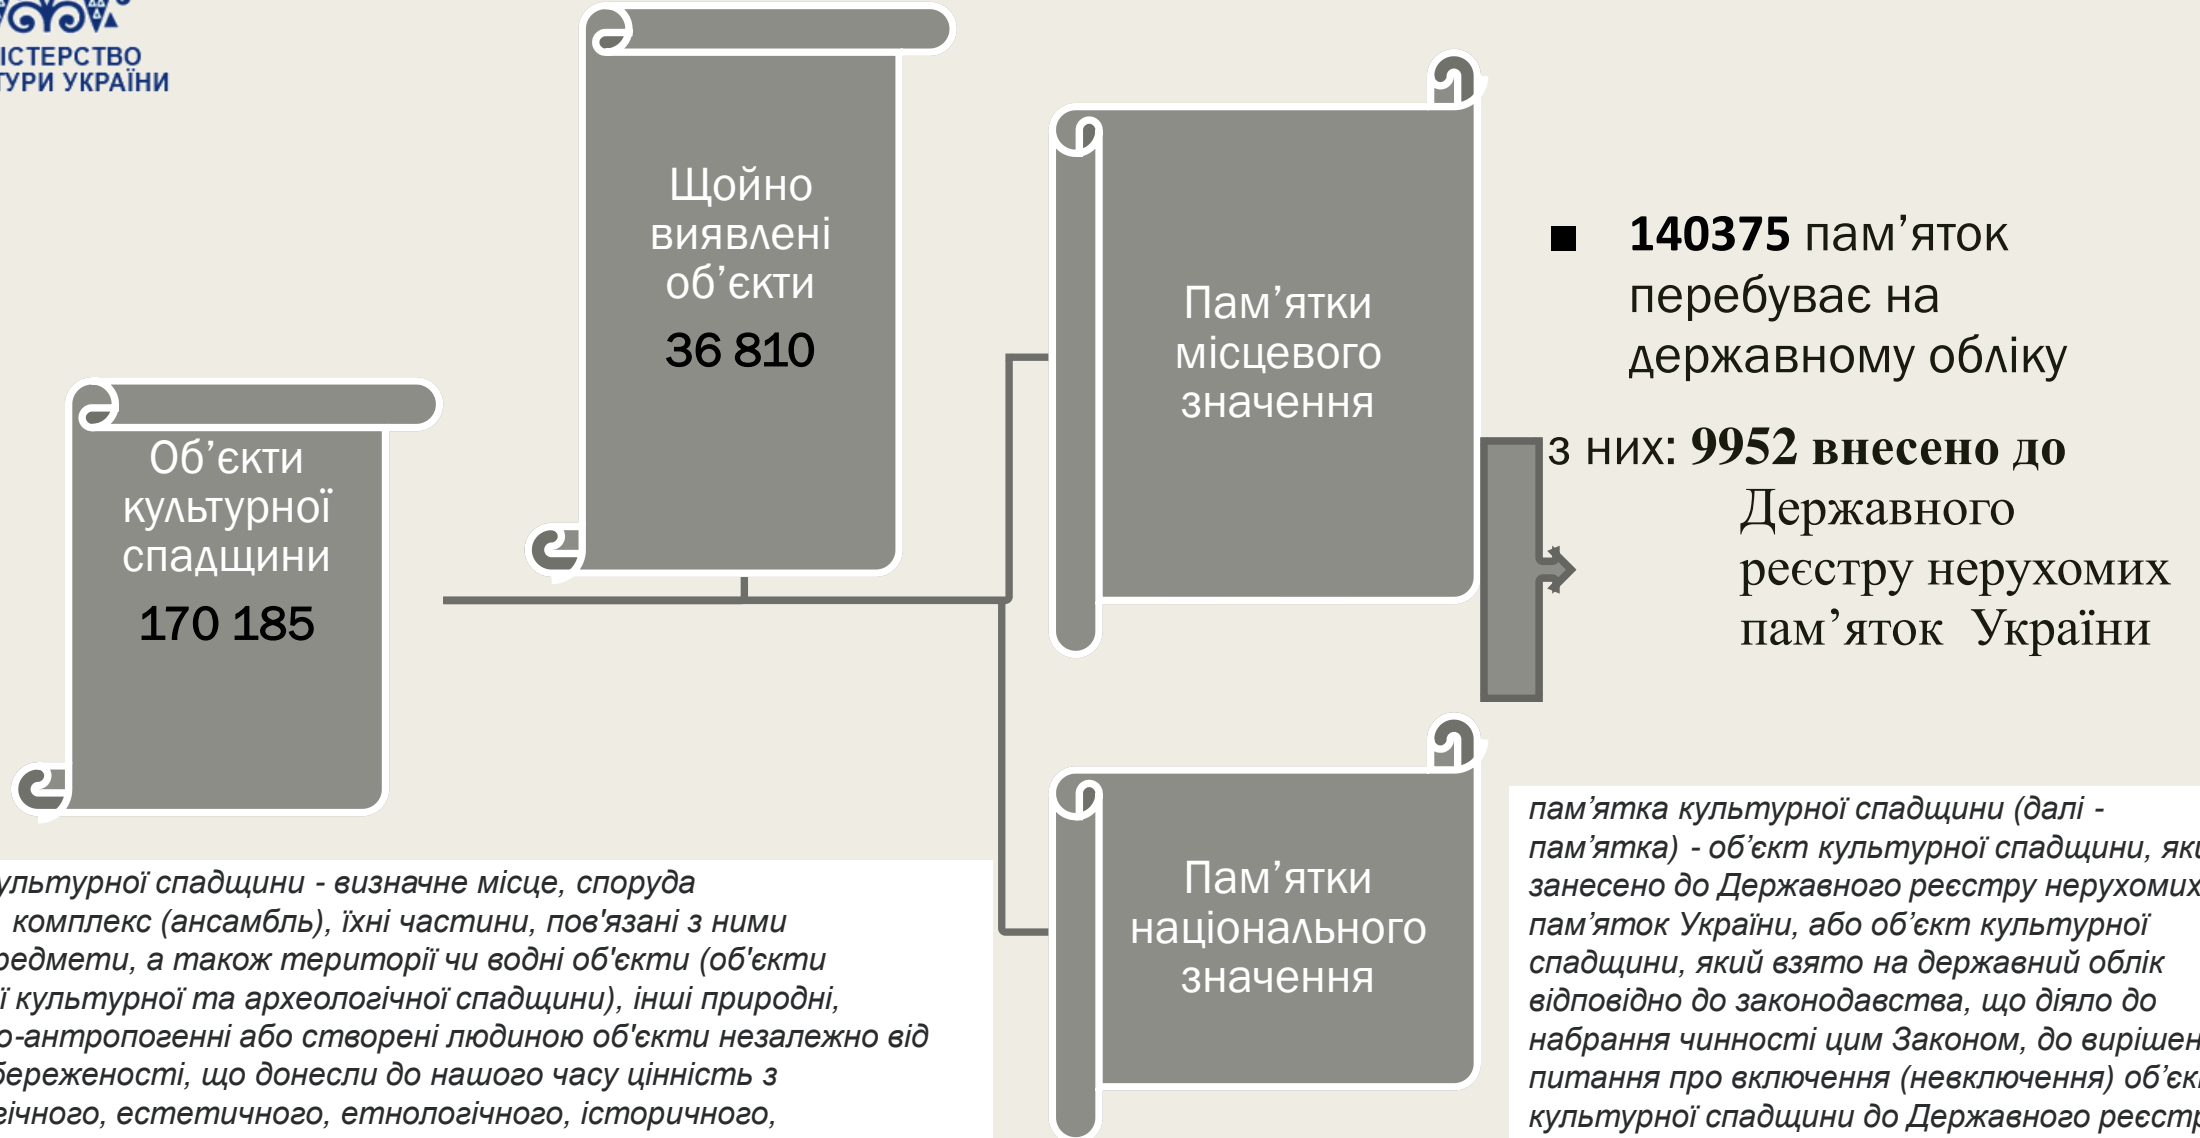 ІСТЕРСТВО
ТУРИ УКРАЇНИ
Об’єкти
культурної
спадщини
170 185
Щойно
виявлені
об’єкти
36 810
Пам’ятки
місцевого
значення
Пам’ятки
національного
значення
■ 140375 пам’яток
перебуває на
державному обліку
з них: 9952 внесено до
Державного
реєстру нерухомих
пам’яток України
ультурної спадщини - визначне місце, споруда
комплекс (ансамбль), їхні частини, пов'язані з ними
редмети, а також території чи водні об'єкти (об'єкти
ї культурної та археологічної спадщини), інші природні,
о-антропогенні або створені людиною об'єкти незалежно від
береженості, що донесли до нашого часу цінність з
гічного, естетичного, етнологічного, історичного,
пам’ятка культурної спадщини (далі -
пам’ятка) - об’єкт культурної спадщини, яки
занесено до Державного реєстру нерухомих
пам’яток України, або об’єкт культурної
спадщини, який взято на державний облік
відповідно до законодавства, що діяло до
набрання чинності цим Законом, до вирішен
питання про включення (невключення) об’єк
культурної спадщини до Державного реєстр